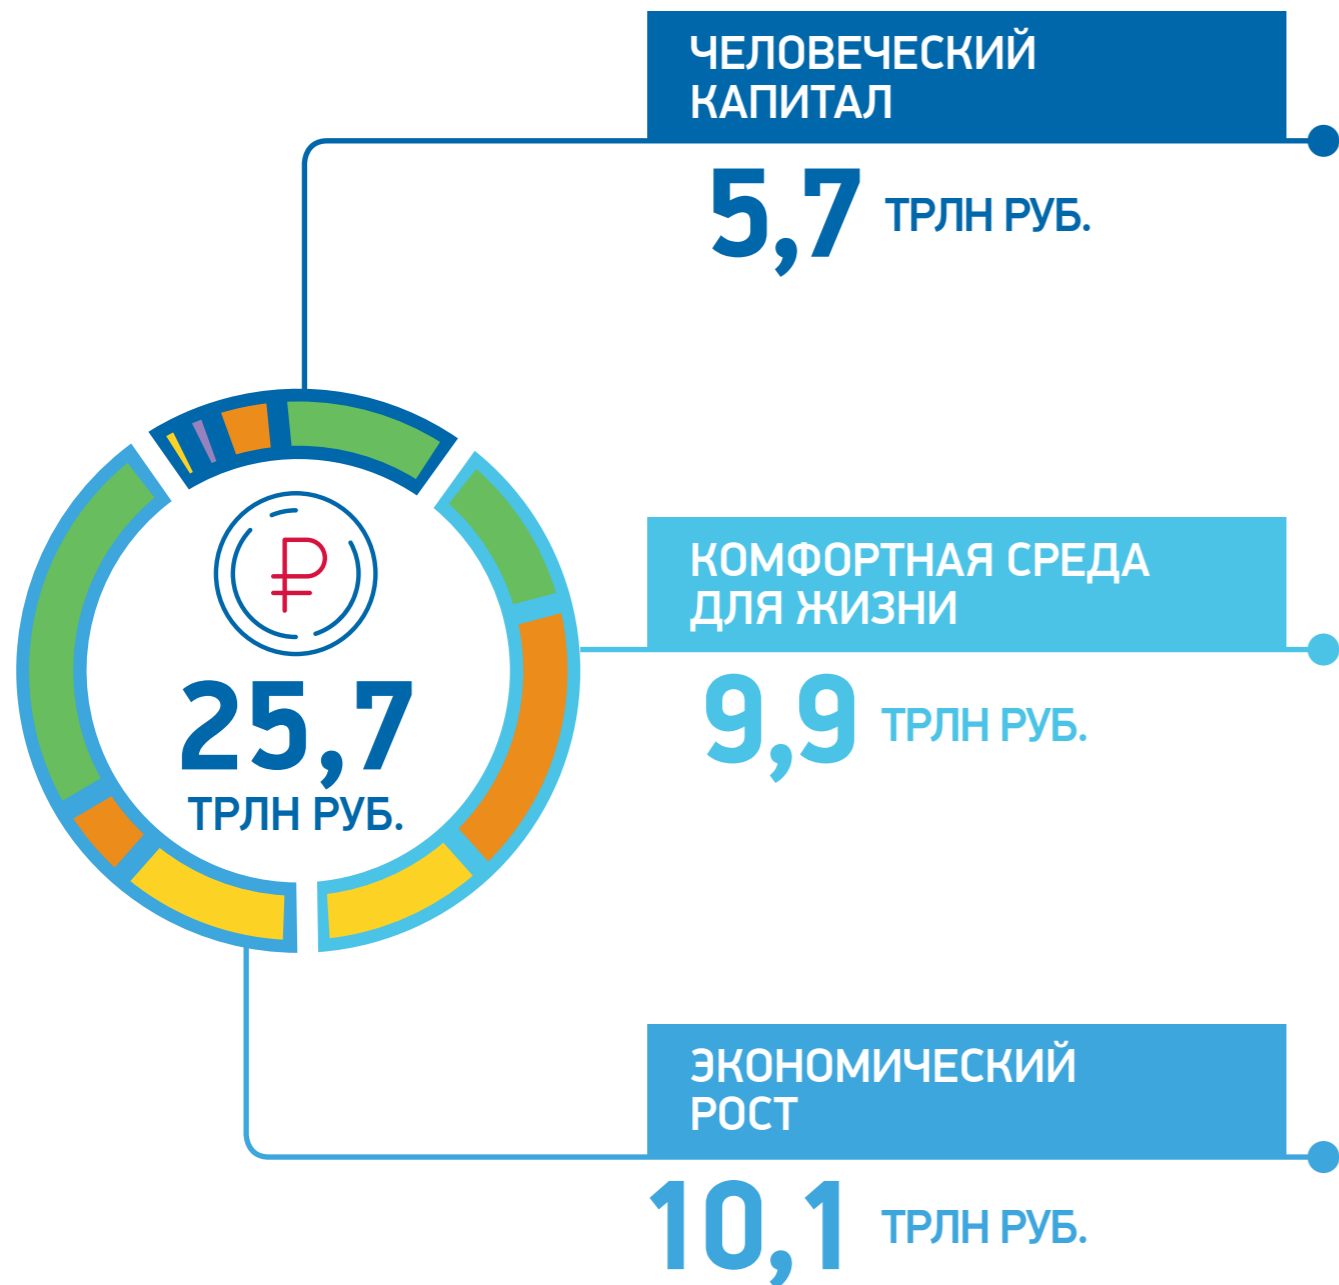 ЧЕЛОВЕЧЕСКИЙ
КАПИТАЛ
5,7 ТРЛН РУБ.
25,7
ТРЛН РУБ.
КОМФОРТНАЯ СРЕДА
ДЛЯ ЖИЗНИ
9,9 ТРЛН РУБ.
ЭКОНОМИЧЕСКИЙ
РОСТ
10,1 ТРЛН РУБ.